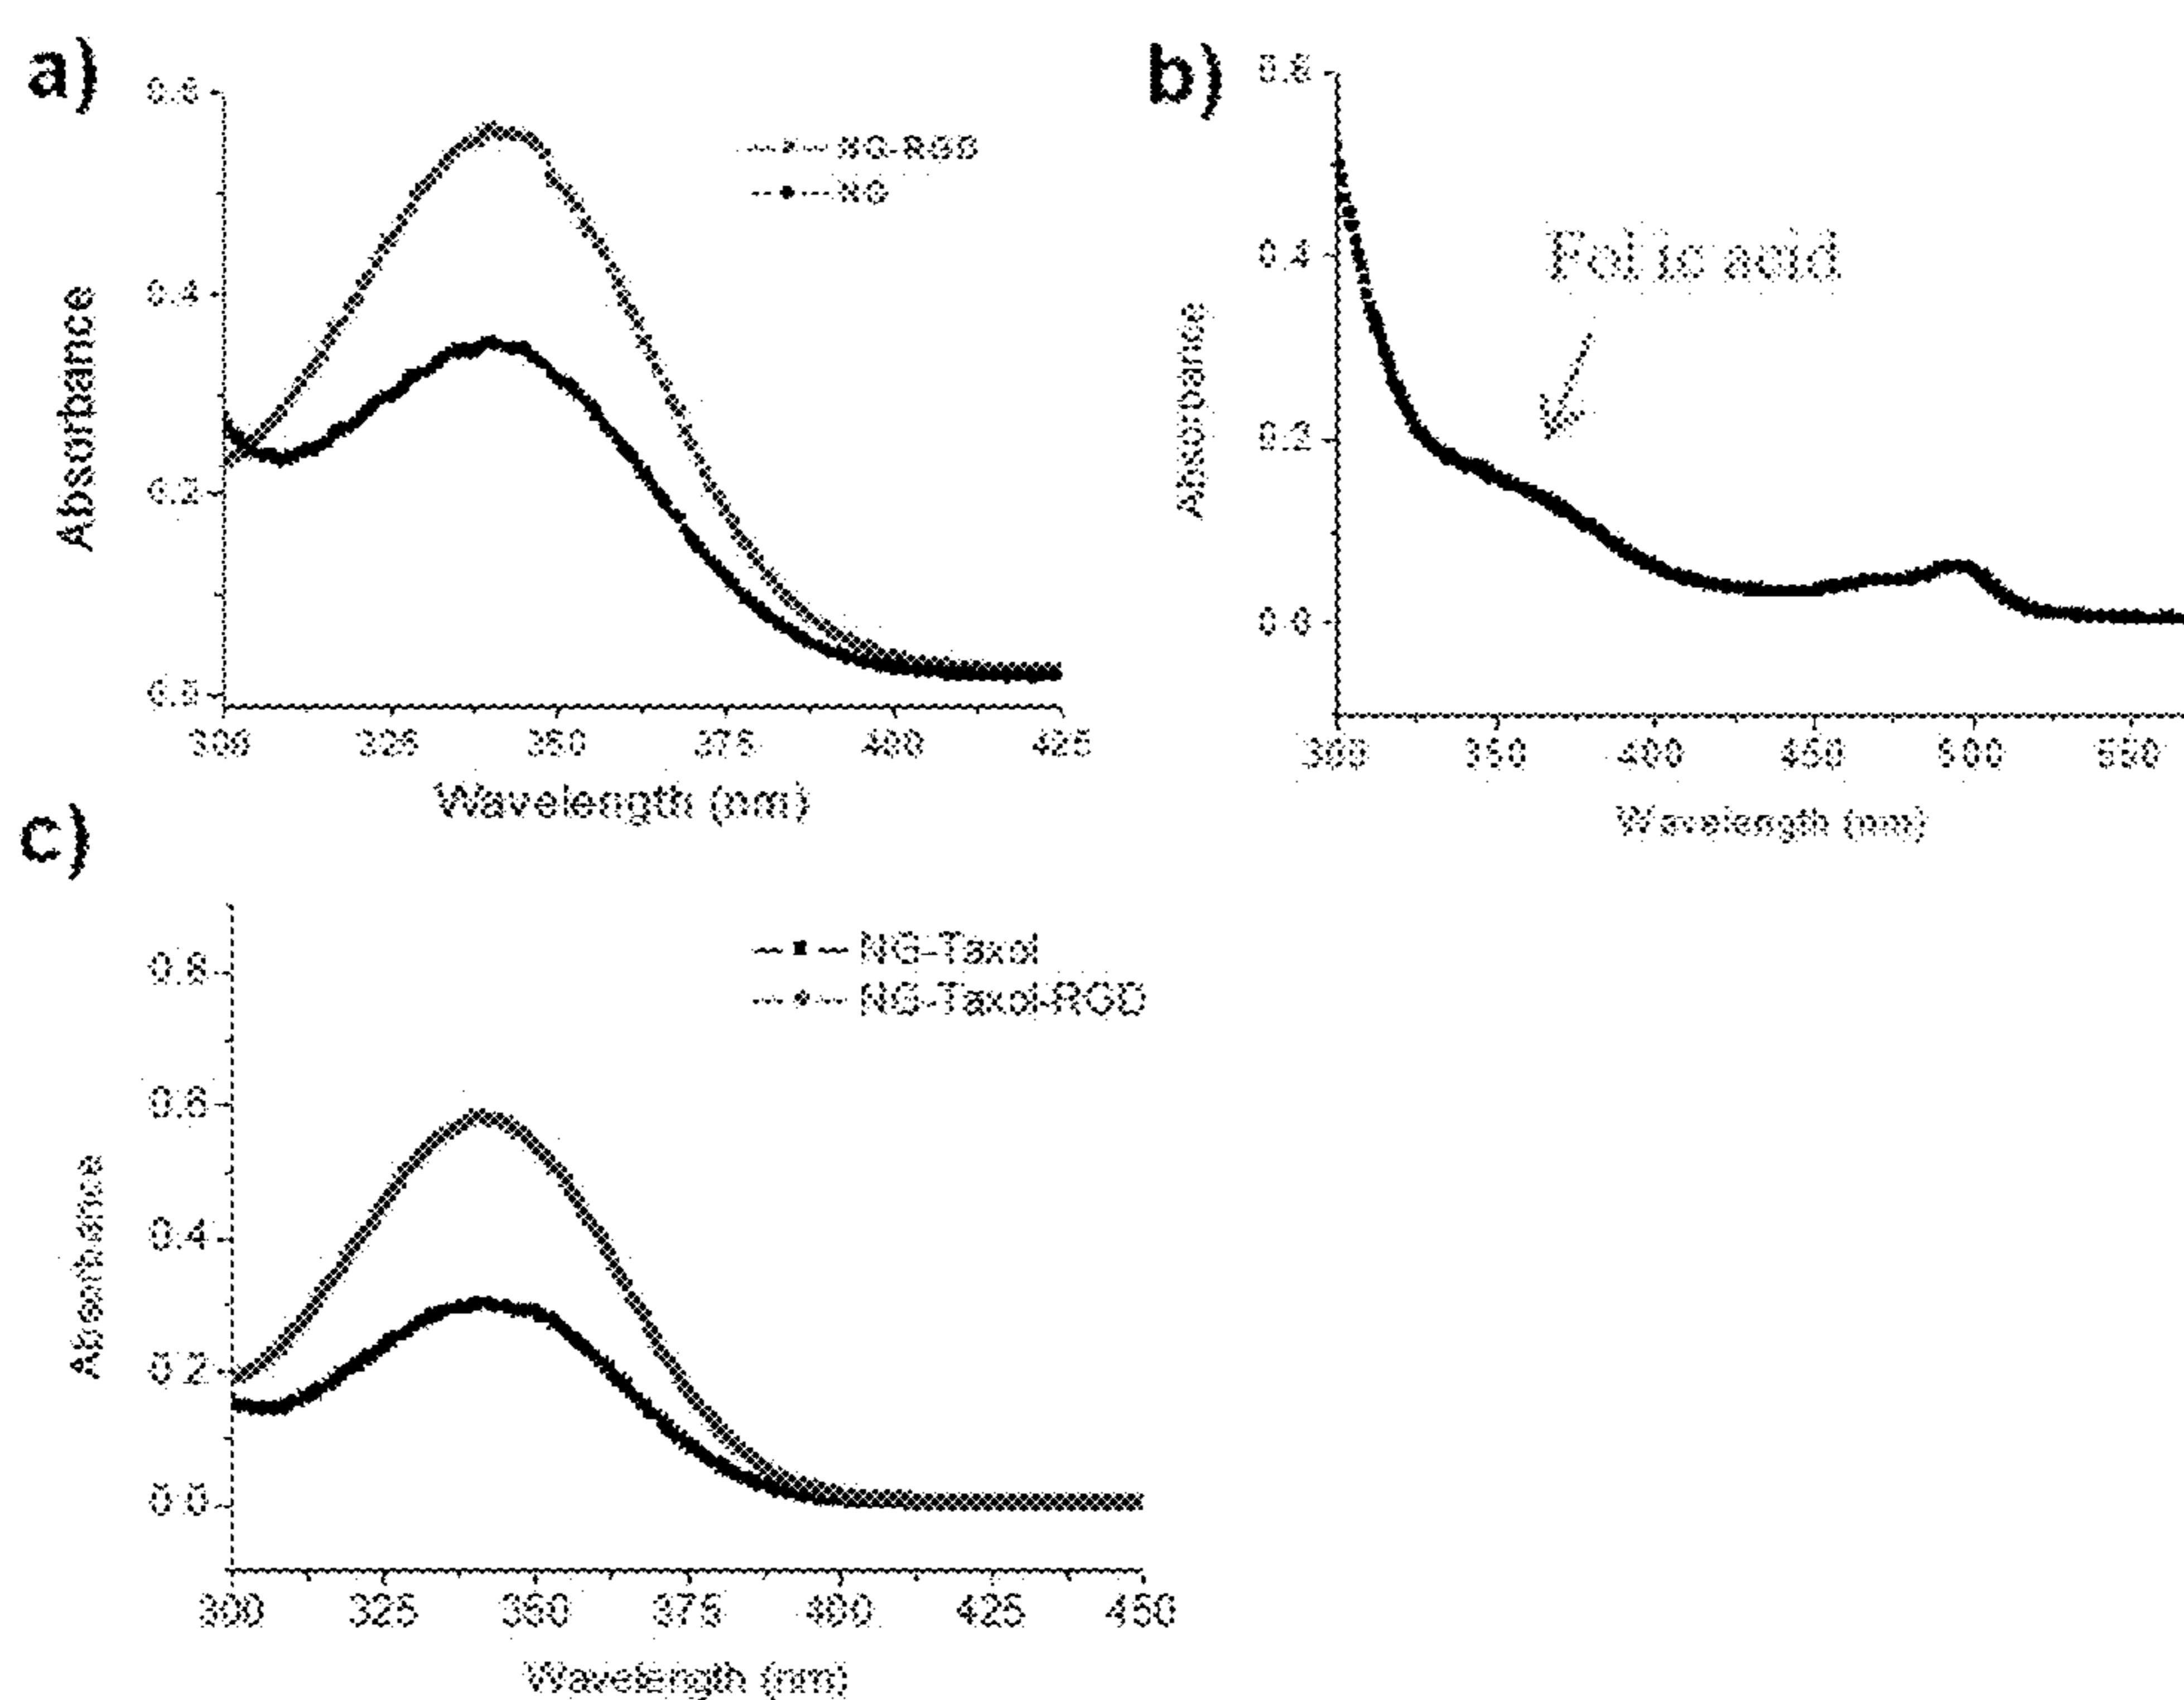 a)
0.6
NG-RGD
NG
0.4
Absorbance
0.2
0.0
300
325
350
375
400
425
Wavelength (nm)
b)
0.6
0.4
Folic acid
0.2
Absorbance
0.0
300
350
400
450
500
550
Wavelength (nm)
c)
NG-Taxol
NG-Taxol-RGD
0.8
0.6
0.4
Absorbance
0.2
0.0
300
325
350
375
400
425
450
Wavelength (nm)